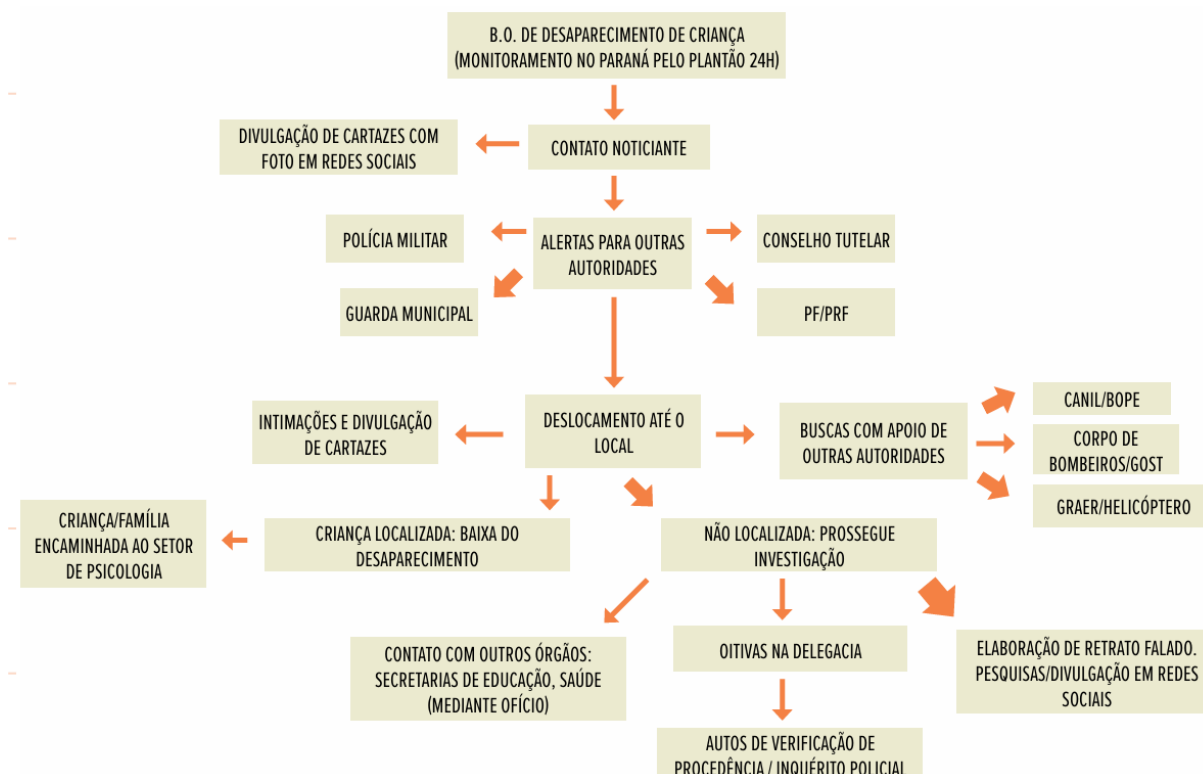 B.O. DE DESAPARECIMENTO DE CRIANÇA
(MONITORAMENTO NO PARANÁ PELO PLANTÃO 24H)
DIVULGAÇÃO DE CARTAZES COM
FOTO EM REDES SOCIAIS
CONTATO NOTICIANTE
POLÍCIA MILITAR
ALERTAS PARA OUTRAS
AUTORIDADES
CONSELHO TUTELAR
GUARDA MUNICIPAL
PF/PRF
INTIMAÇÕES E DIVULGAÇÃO
DE CARTAZES
DESLOCAMENTO ATÉ O
LOCAL
BUSCAS COM APOIO DE
OUTRAS AUTORIDADES
CANIL/BOPE
CORPO DE
BOMBEIROS/GOST
GRAER/HELICÓPTERO
CRIANÇA/FAMÍLIA
ENCAMINHADA AO SETOR
DE PSICOLOGIA
CRIANÇA LOCALIZADA: BAIXA DO
DESAPARECIMENTO
NÃO LOCALIZADA: PROSSEGUE
INVESTIGAÇÃO
CONTATO COM OUTROS ÓRGÃOS:
SECRETARIAS DE EDUCAÇÃO, SAÚDE
(MEDIANTE OFÍCIO)
OITIVAS NA DELEGACIA
ELABORAÇÃO DE RETRATO FALADO.
PESQUISAS/DIVULGAÇÃO EM REDES
SOCIAIS
AUTOS DE VERIFICAÇÃO DE
PROCEDÊNCIA / INQUÉRITO POLICIAL